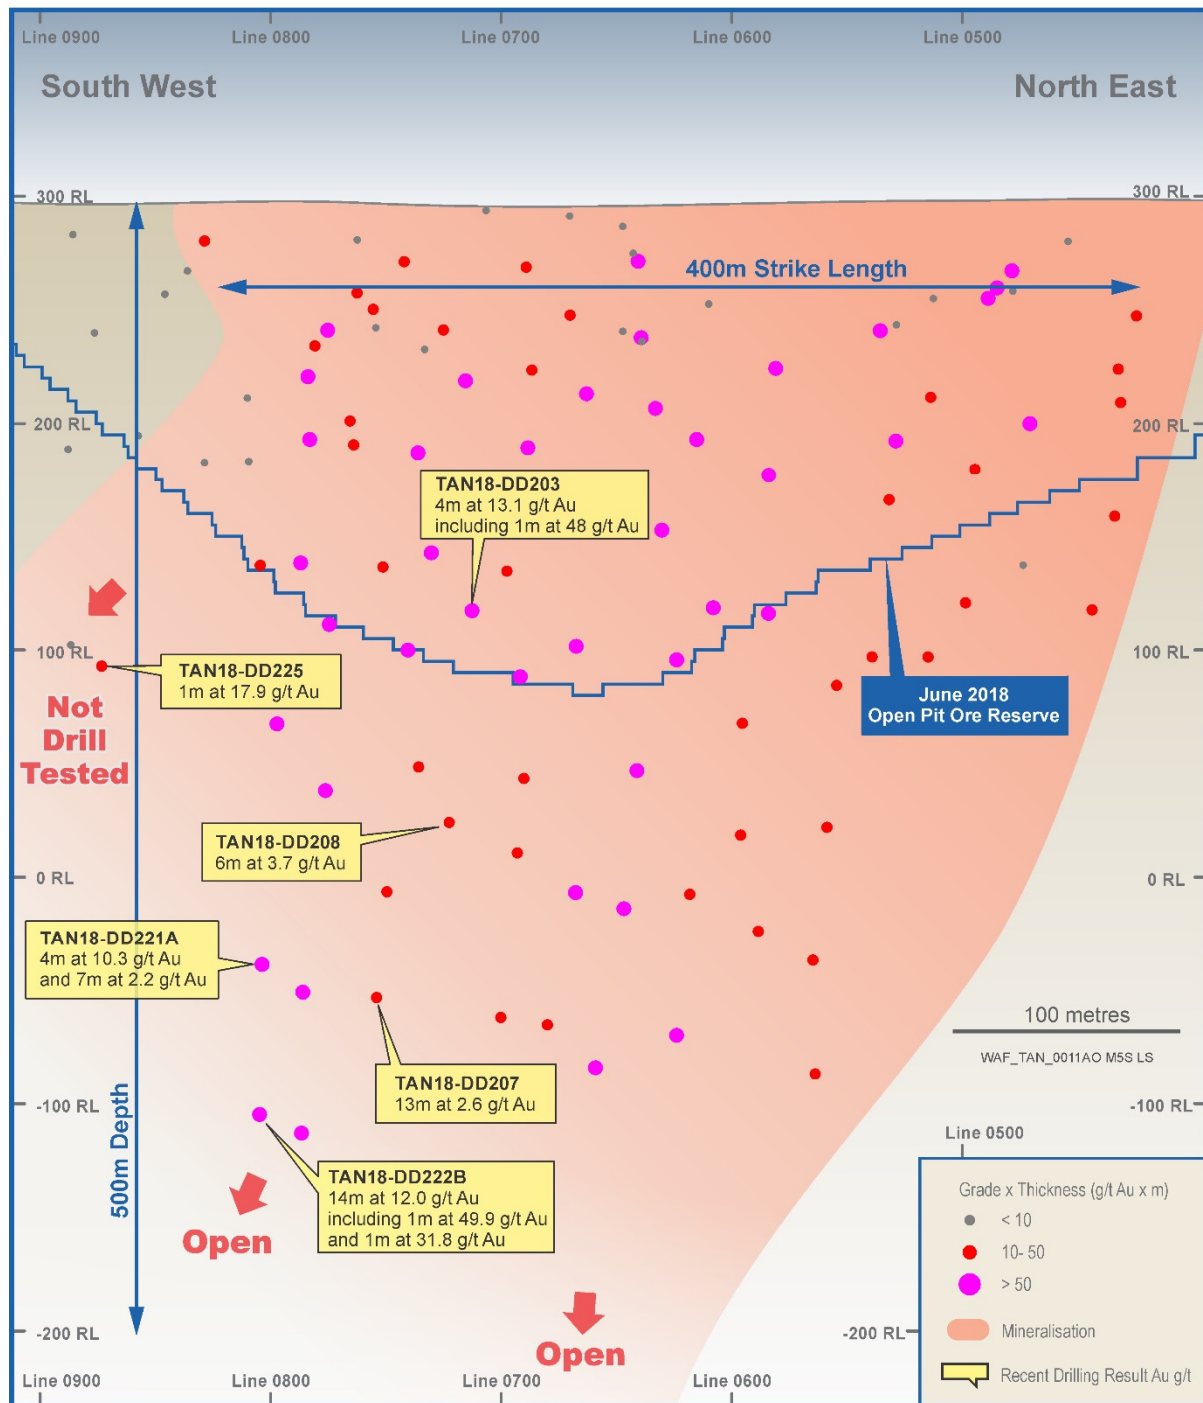 Line 0900
Line 0800
Line 0700
Line 0600
Line 0500
South West
North East
300 RL
300 RL
400m Strike Length
200 RL
200 RL
TAN18-DD203
4m at 13.1 g/t Au
including 1m at 48 g/t Au
100 RL
100 RL
TAN18-DD225
1m at 17.9 g/t Au
Not
Drill
Tested
June 2018
Open Pit Ore Reserve
TAN18-DD208
6m at 3.7 g/t Au
0 RL
0 RL
TAN18-DD221A
4m at 10.3 g/t Au
and 7m at 2.2 g/t Au
100 metres
WAF_TAN_0011AO M5S LS
TAN18-DD207
13m at 2.6 g/t Au
-100 RL
-100 RL
500m Depth
Line 0500
TAN18-DD222B
14m at 12.0 g/t Au
including 1m at 49.9 g/t Au
and 1m at 31.8 g/t Au
Open
Grade x Thickness (g/t Au x m)
< 10
10- 50
> 50
Mineralisation
Recent Drilling Result Au g/t
-200 RL
-200 RL
Open
Line 0900
Line 0800
Line 0700
Line 0600